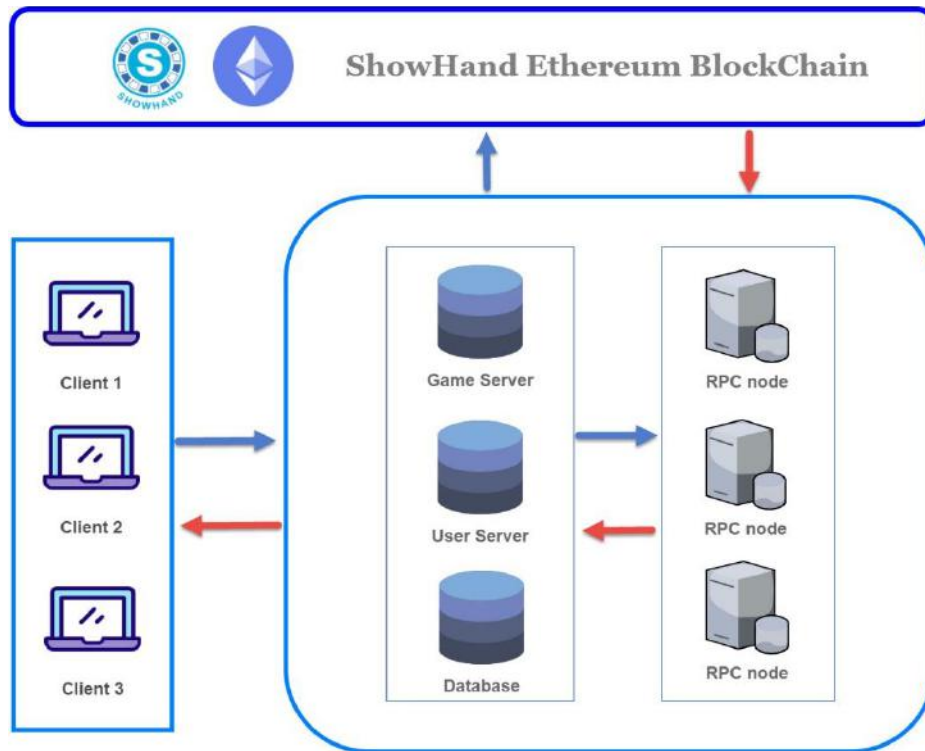 SHOWHAND
ShowHand Ethereum BlockChain
Client 1
Client 2
Client 3
Game Server
User Server
Database
RPC node
RPC node
RPC node